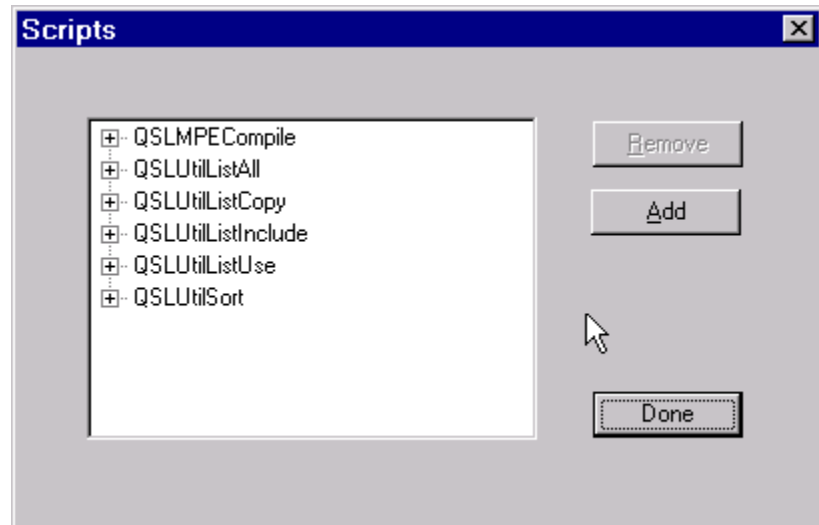 Scripts
QSLMPECompile
QSLUtilListAll
QSLUtilListCopy
QSLUtilListInclude
QSLUtilListUse
QSLUtilSort
Remove
Add
Done